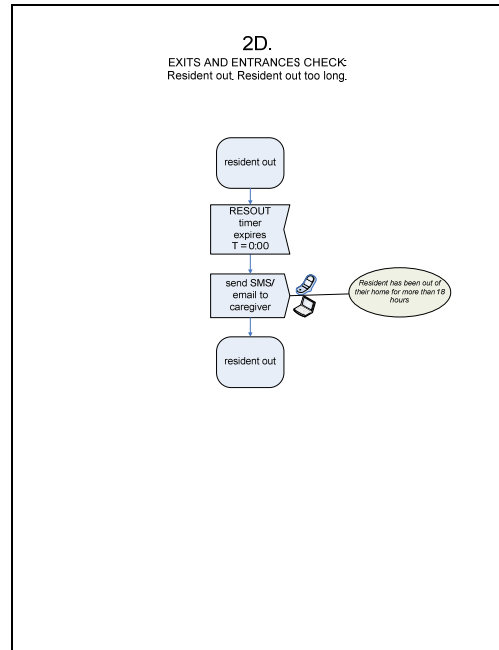 2D.
EXITS AND ENTRANCES CHECK:
Resident out. Resident out too long.
resident out
RESOUT
timer
expires
T = 0:00
send SMS/
email to
caregiver
Resident has been out of
their home for more than 18
hours
resident out